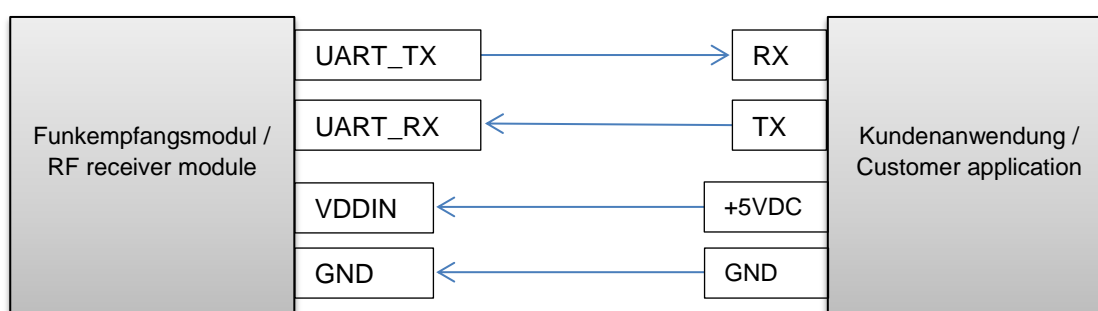 Funkempfangsmodul /
RF receiver module
UART_TX
UART_RX
VDDIN
GND
RX
TX
+5VDC
GND
Kundenanwendung /
Customer application